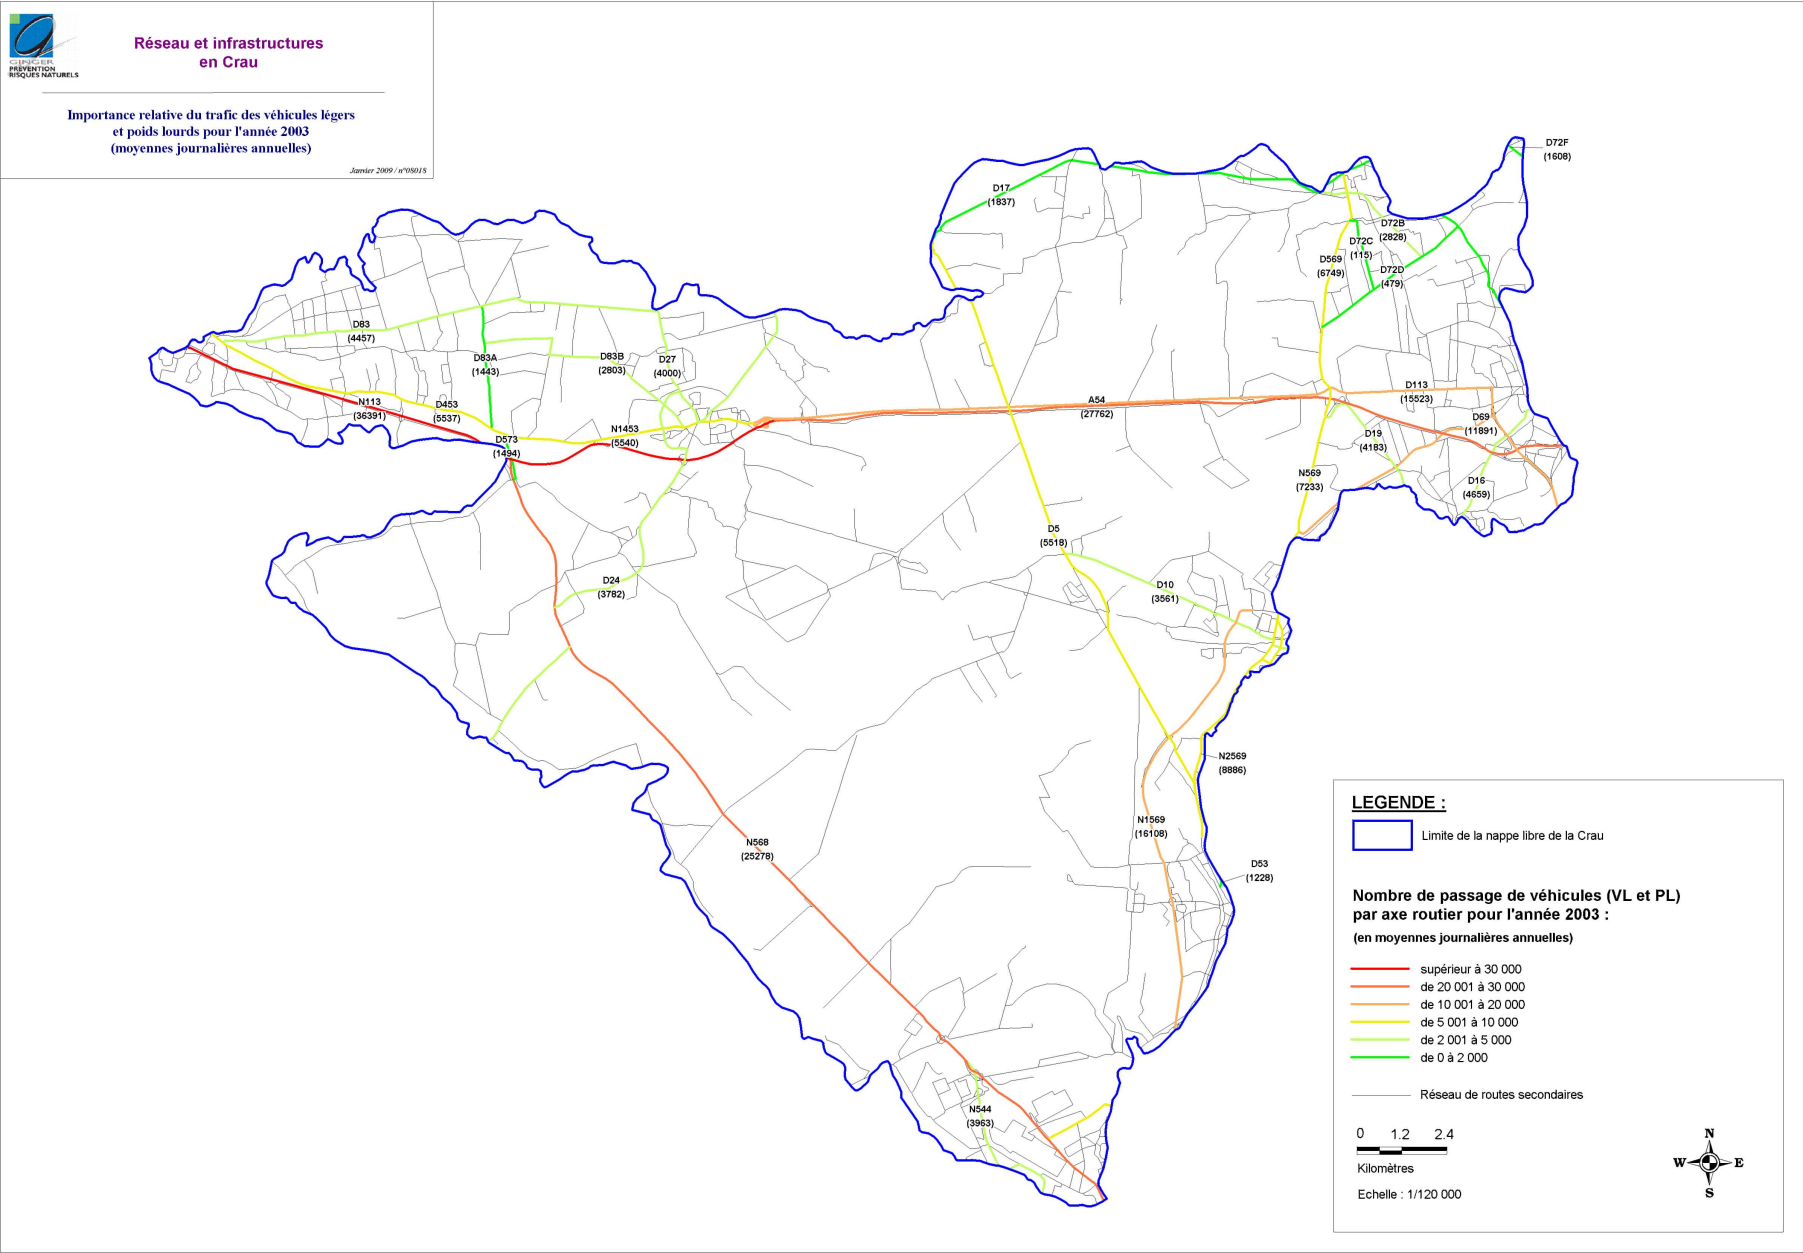 GINGER
PREVENTION
RISQUES NATURELS
Réseau et infrastructures
en Crau
Importance relative du trafic des véhicules légers
et poids lourds pour l'année 2003
(moyennes journalières annuelles)
Janvier 2009 / n°08018
D72F
(1608)
D17
(1837)
D72B
(2828)
D72C
(115)
D569
(6749)
D72D
(479)
D83
(4457)
D83A
(1443)
D83B
(2803)
D27
(4000)
N113
(36391)
D453
(5537)
N1453
(5540)
D573
(1494)
A54
(27762)
D113
(15523)
D69
(11891)
D19
(4183)
N569
(7233)
D16
(4659)
D5
(5518)
D24
(3782)
D10
(3561)
N2569
(8886)
N1569
(16108)
N568
(25278)
D53
(1228)
N544
(3963)
LEGENDE :
Limite de la nappe libre de la Crau
Nombre de passage de véhicules (VL et PL)
par axe routier pour l'année 2003 :
(en moyennes journalières annuelles)
supérieur à 30 000
de 20 001 à 30 000
de 10 001 à 20 000
de 5 001 à 10 000
de 2 001 à 5 000
de 0 à 2 000
Réseau de routes secondaires
0 1.2 2.4
Kilomètres
Echelle : 1/120 000
N
W E
S